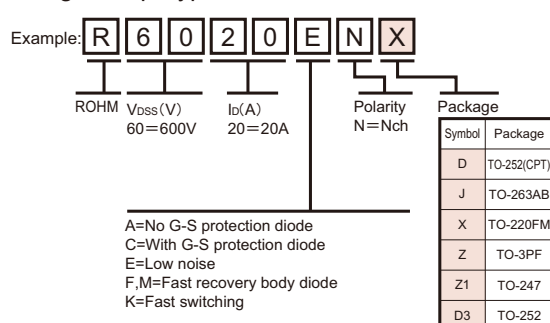 Example: R 6 0 2 0 E N X
ROHM
VDSS(V)
60=600V
ID(A)
20=20A
Polarity
N=Nch
Package
A=No G-S protection diode
C=With G-S protection diode
E=Low noise
F,M=Fast recovery body diode
K=Fast switching
Symbol Package
D TO-252(CPT)
J TO-263AB
X TO-220FM
Z TO-3PF
Z1 TO-247
D3 TO-252